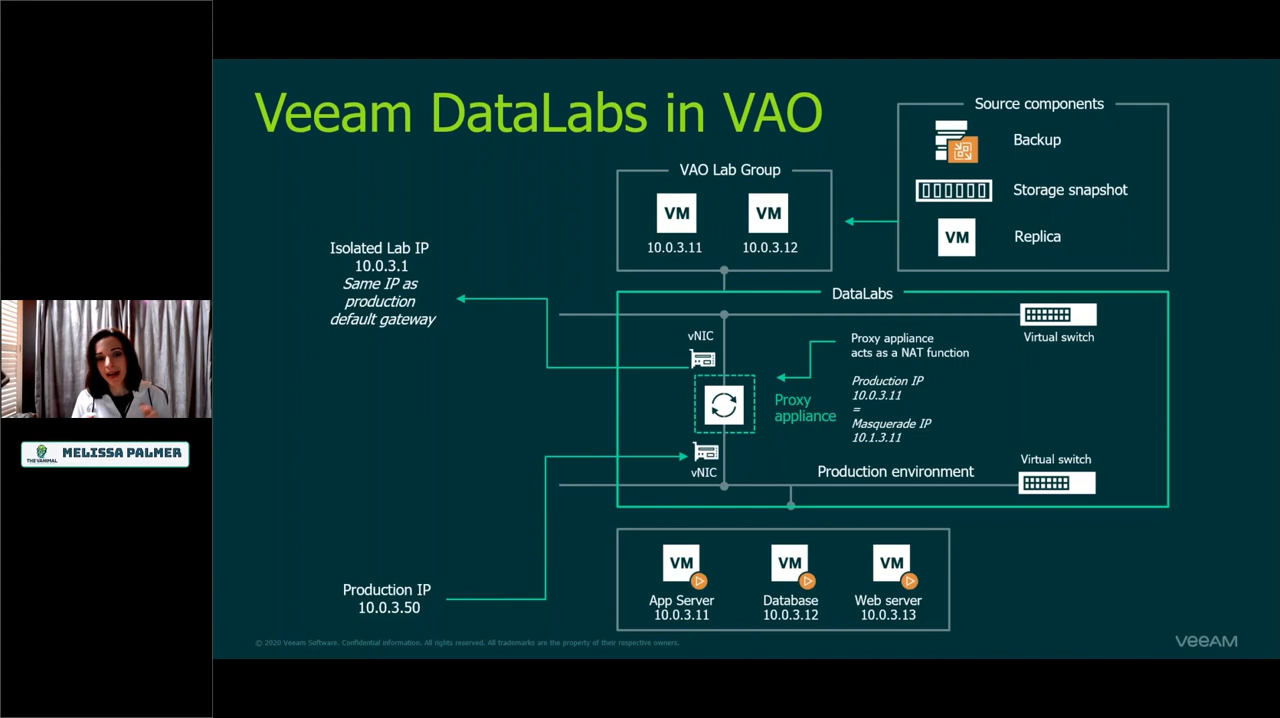 Veeam DataLabs in VAO
Source components
Backup
Storage snapshot
VM
Replica
VAO Lab Group
VM
VM
10.0.3.11
10.0.3.12
Isolated Lab IP
10.0.3.1
Same IP as
production
default gateway
DataLabs
Virtual switch
vNIC
Proxy appliance
acts as a NAT function
Production IP
10.0.3.11
=
Masquerade IP
10.1.3.11
Proxy
appliance
vNIC
Production environment
Virtual switch
THE VANIMAL
MELISSA PALMER
Production IP
10.0.3.50
VM
VM
VM
App Server
10.0.3.11
Database
10.0.3.12
Web server
10.0.3.13
© 2020 Veeam Software. Confidential information. All rights reserved. All trademarks are the property of their respective owners.
VEEAM